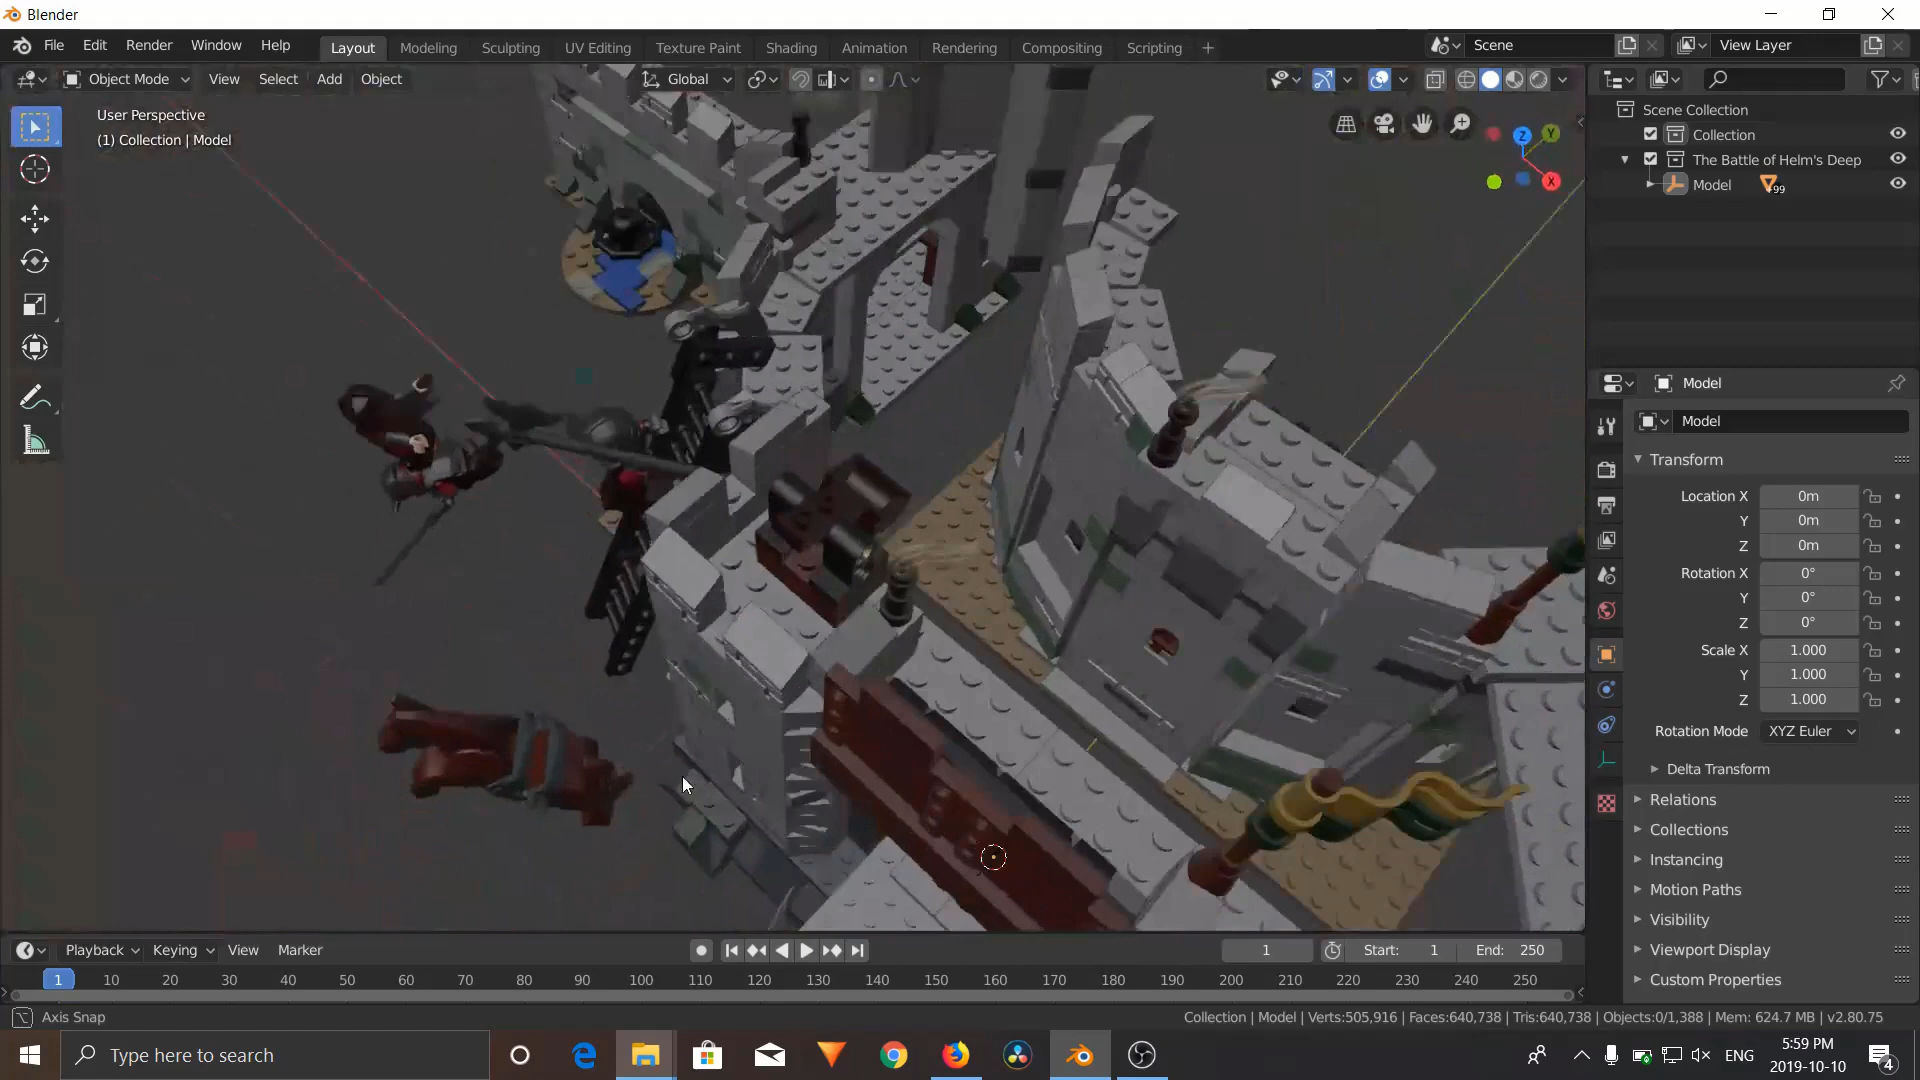 Blender
File Edit Render Window Help
Layout Modeling Sculpting UV Editing Texture Paint Shading Animation Rendering Compositing Scripting +
Scene
View Layer
Object Mode View Select Add Object
Global
User Perspective
(1) Collection | Model
Z
Y
X
Scene Collection
Collection
The Battle of Helm's Deep
Model
99
Model
Model
Transform
Location X 0m
Y 0m
Z 0m
Rotation X 0°
Y 0°
Z 0°
Scale X 1.000
Y 1.000
Z 1.000
Rotation Mode XYZ Euler
Delta Transform
Relations
Collections
Instancing
Motion Paths
Visibility
Viewport Display
Custom Properties
Playback Keying View Marker
1
Start: 1
End: 250
1 10 20 30 40 50 60 70 80 90 100 110 120 130 140 150 160 170 180 190 200 210 220 230 240 250
Axis Snap
Collection | Model | Verts:505,916 | Faces:640,738 | Tris:640,738 | Objects:0/1,388 | Mem: 624.7 MB | v2.80.75
Type here to search
ENG
5:59 PM
2019-10-10
4